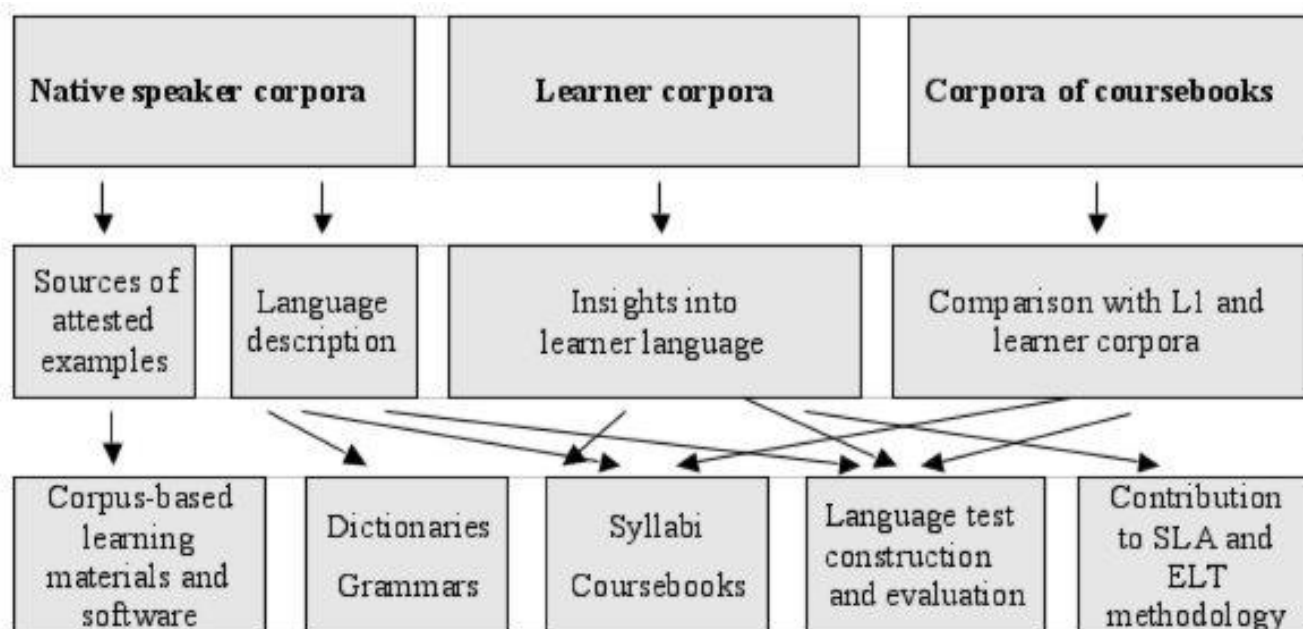 Native speaker corpora
Learner corpora
Corpora of coursebooks
Sources of
attested
examples
Language
description
Insights into
learner language
Comparison with L1 and
learner corpora
Corpus-based
learning
materials and
software
Dictionaries
Grammars
Syllabi
Coursebooks
Language test
construction
and evaluation
Contribution
to SLA and
ELT
methodology